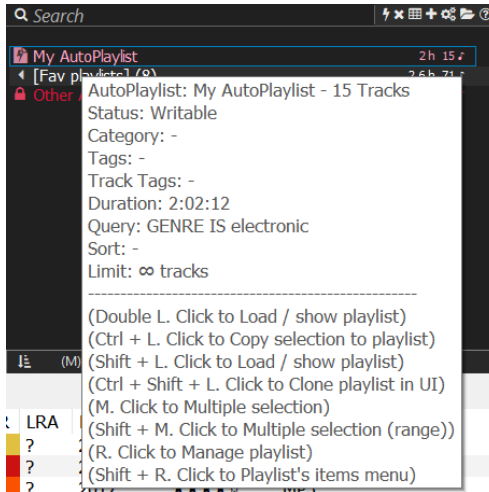 Search
My AutoPlaylist 2 h 15
[Fav playlists] (8)
Other
AutoPlaylist: My AutoPlaylist - 15 Tracks
Status: Writable
Category: -
Tags: -
Track Tags: -
Duration: 2:02:12
Query: GENRE IS electronic
Sort: -
Limit: ∞ tracks
-----------------------------------------------------
(Double L. Click to Load / show playlist)
(Ctrl + L. Click to Copy selection to playlist)
(Shift + L. Click to Load / show playlist)
(Ctrl + Shift + L. Click to Clone playlist in UI)
(M. Click to Multiple selection)
(Shift + M. Click to Multiple selection (range))
(R. Click to Manage playlist)
(Shift + R. Click to Playlist's items menu)
(M)
LRA
?
?
?